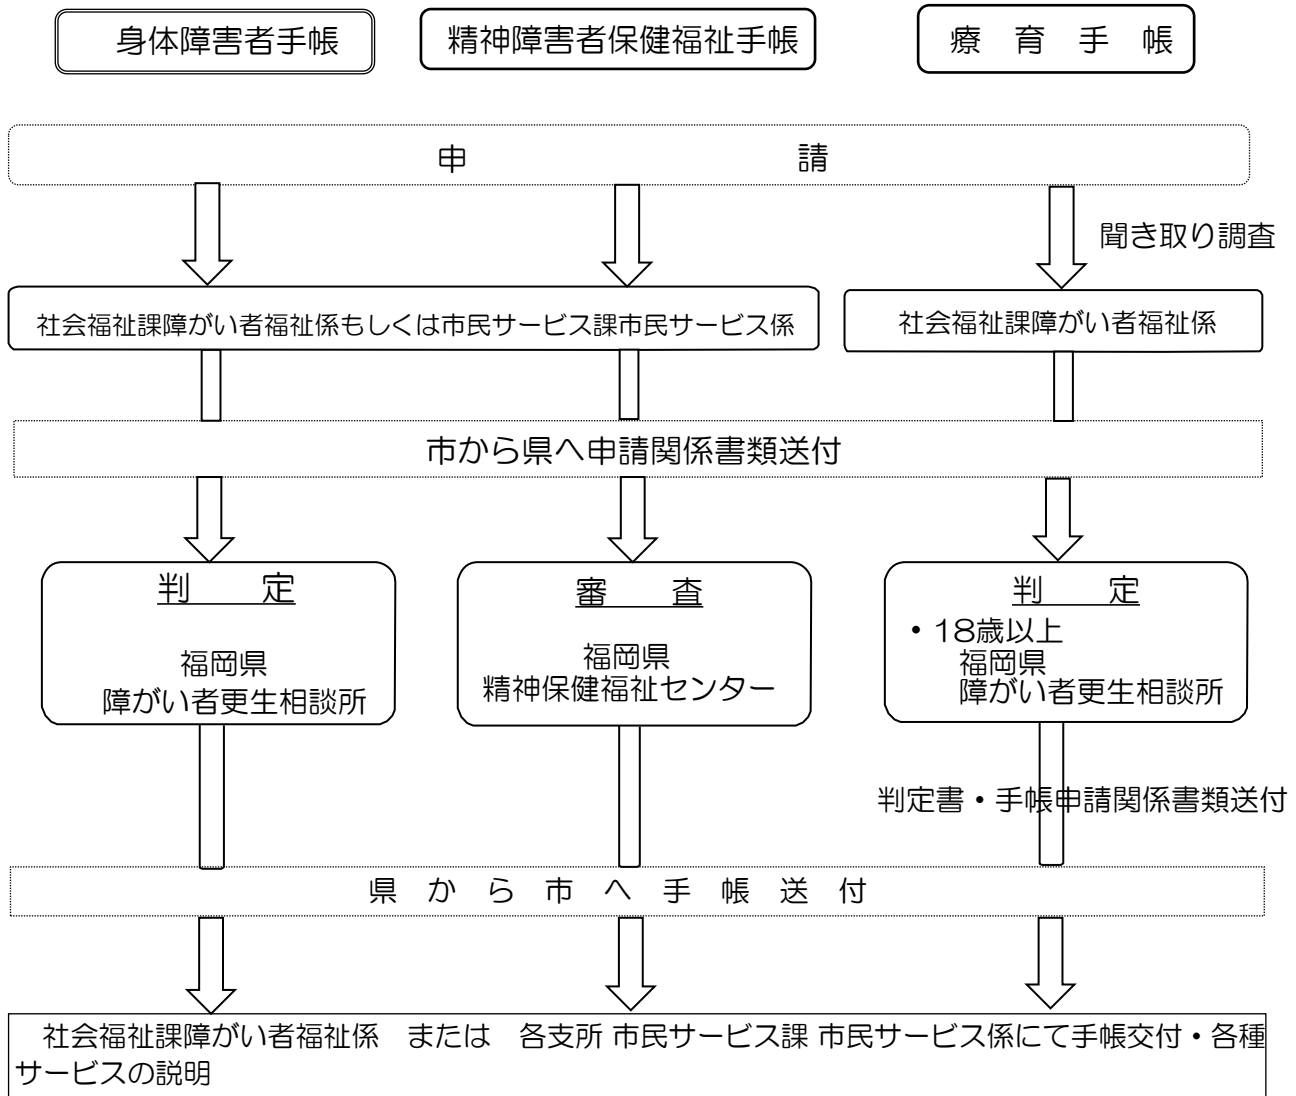 身体障害者手帳
精神障害者保健福祉手帳
療育手帳
申請
聞き取り調査
社会福祉課障がい者福祉係もしくは市民サービス課市民サービス係
社会福祉課障がい者福祉係
市から県へ申請関係書類送付
判定
福岡県
障がい者更生相談所
審査
福岡県
精神保健福祉センター
判定
・18歳以上
福岡県
障がい者更生相談所
判定書・手帳申請関係書類送付
県から市へ手帳送付
社会福祉課障がい者福祉係 または 各支所 市民サービス課 市民サービス係にて手帳交付・各種
サービスの説明